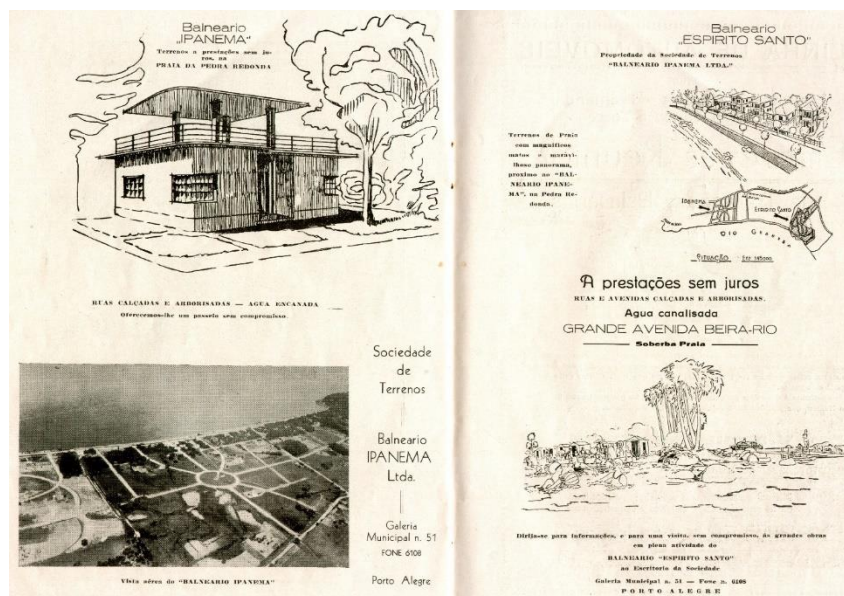 Balneario
„IPANEMA"
Terrenos a prestações sem ju-
ros, na
PRAIA DA PEDRA REDONDA
RUAS CALÇADAS E ARBORISADAS — AGUA ENCANADA
Oferecemos-lhe um passeio sem compromisso.
Sociedade
de
Terrenos
Balneario
IPANEMA
Ltda.
Galeria
Municipal n. 51
FONE 6108
Porto Alegre
Vista aérea do "BALNEARIO IPANEMA"
Balneario
„ESPIRITO SANTO"
Propriedade da Sociedade de Terrenos
"BALNEARIO IPANEMA LTDA."
Terrenos de Praia
com magnificos
matos e maravi-
lhoso panorama,
proximo ao "BAL-
NEARIO IPANE-
MA", na Pedra Re-
donda.
IPANEMA
ESPIRITO SANTO
RIO GUAHIBA
SITUAÇÃO
A prestações sem juros
RUAS E AVENIDAS CALÇADAS E ARBORISADAS.
Agua canalisada
GRANDE AVENIDA BEIRA-RIO
Soberba Praia
Dirija-se para informações, e para uma visita, sem compromisso, ás grandes obras
em plena atividade do
BALNEARIO "ESPIRITO SANTO"
ao Escritorio da Sociedade
Galeria Municipal n. 51 — Fone n. 6108
PORTO ALEGRE